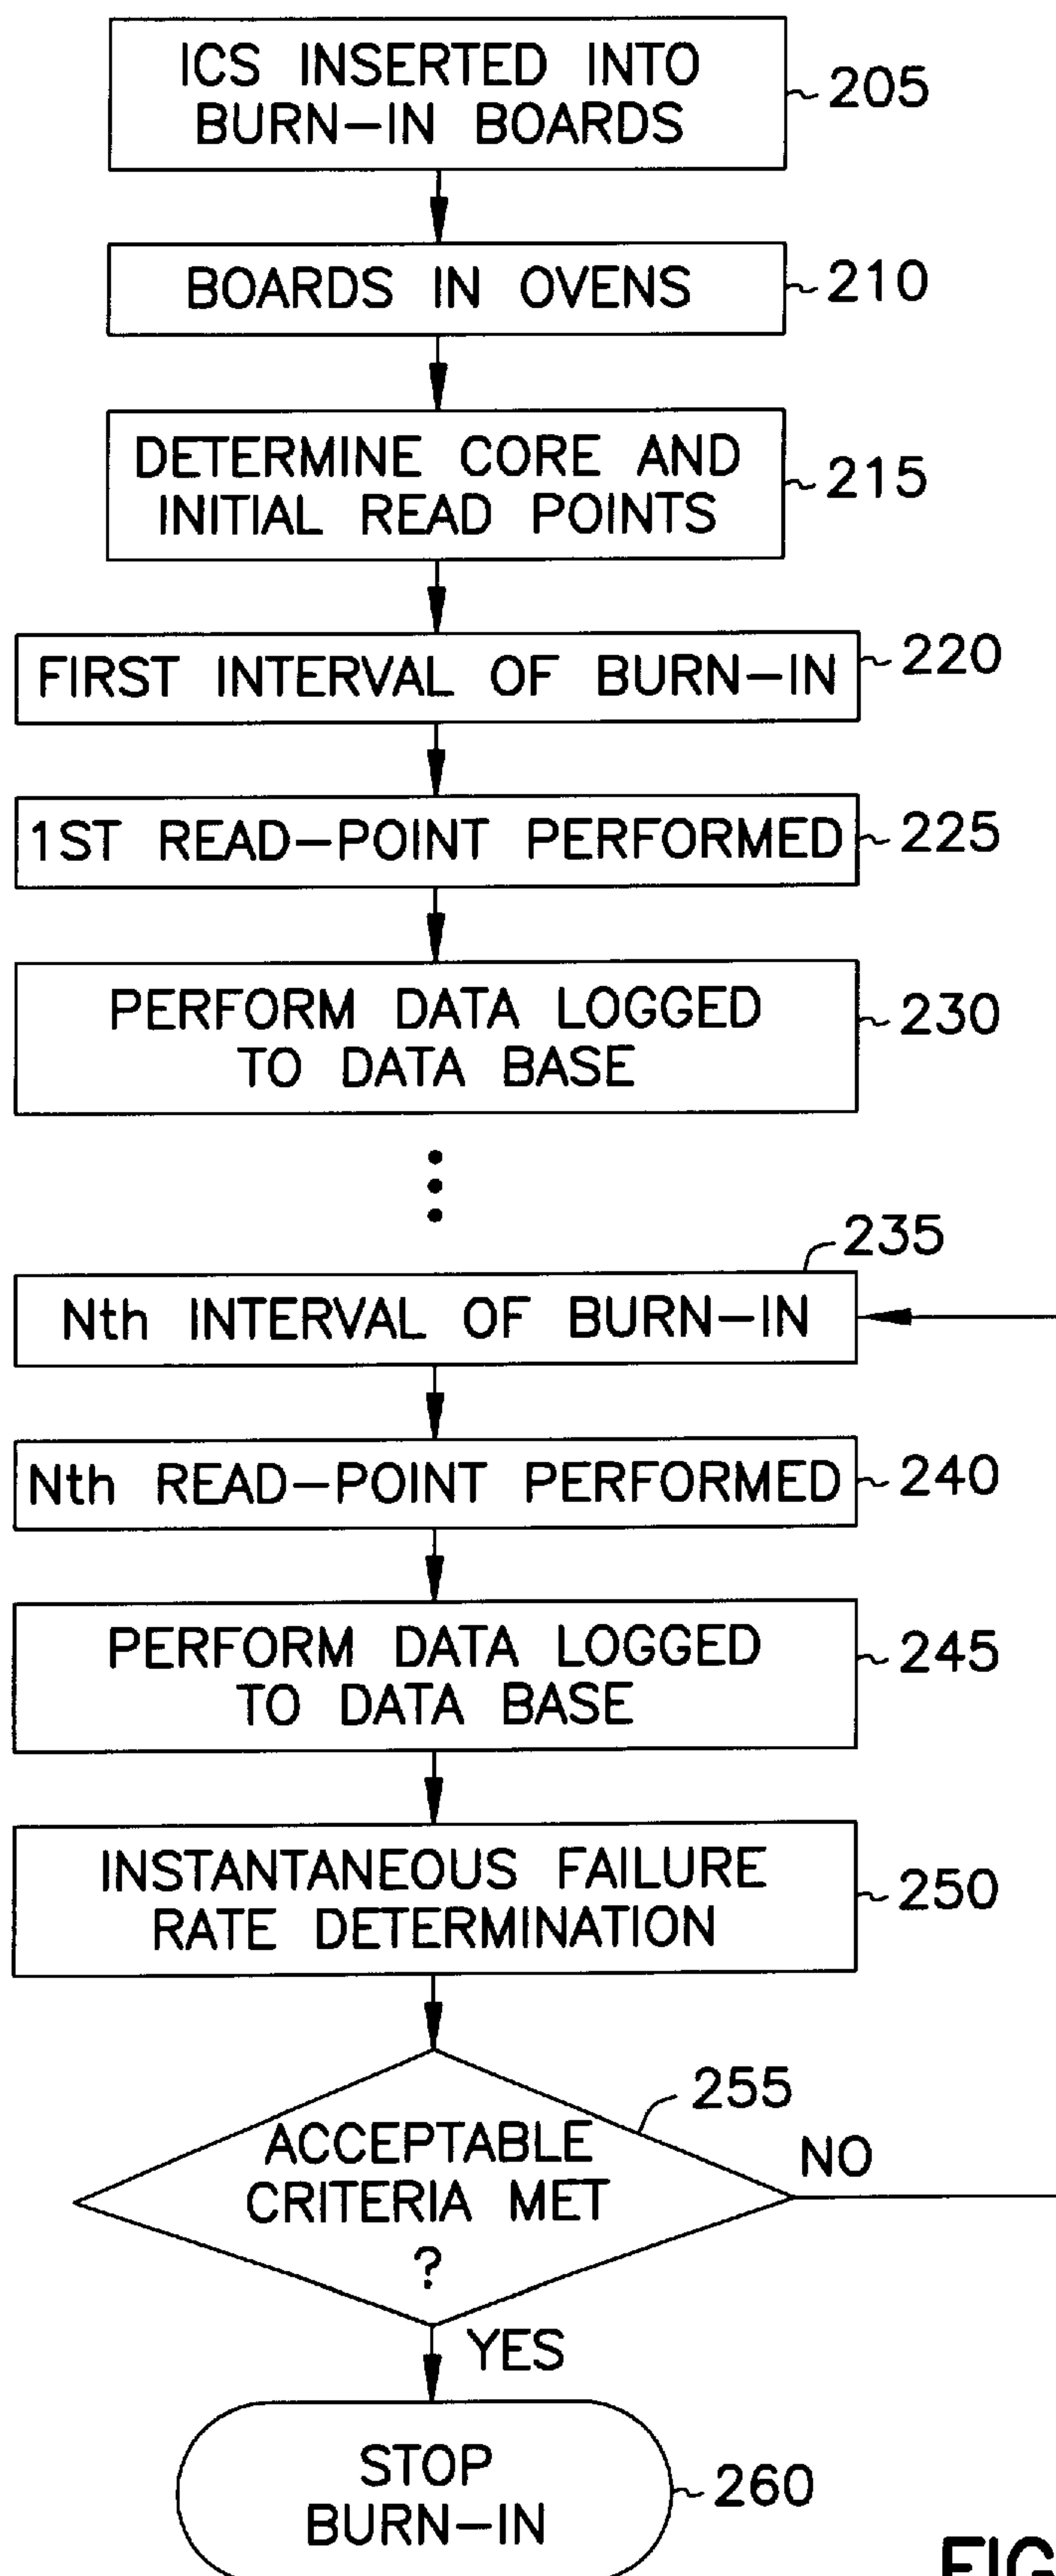 ICS INSERTED INTO
BURN-IN BOARDS
205
BOARDS IN OVENS
210
DETERMINE CORE AND
INITIAL READ POINTS
215
FIRST INTERVAL OF BURN-IN
220
1ST READ-POINT PERFORMED
225
PERFORM DATA LOGGED
TO DATA BASE
230
235
Nth INTERVAL OF BURN-IN
Nth READ-POINT PERFORMED
240
PERFORM DATA LOGGED
TO DATA BASE
245
INSTANTANEOUS FAILURE
RATE DETERMINATION
250
255
ACCEPTABLE
CRITERIA MET
?
NO
YES
STOP
BURN-IN
260
FIG